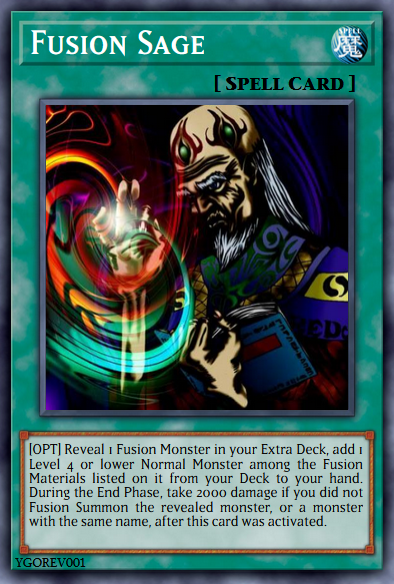 Fusion Sage
SPELL
魔
[ Spell Card ]
[OPT] Reveal 1 Fusion Monster in your Extra Deck, add 1
Level 4 or lower Normal Monster among the Fusion
Materials listed on it from your Deck to your hand.
During the End Phase, take 2000 damage if you did not
Fusion Summon the revealed monster, or a monster
with the same name, after this card was activated.
YGOREV001